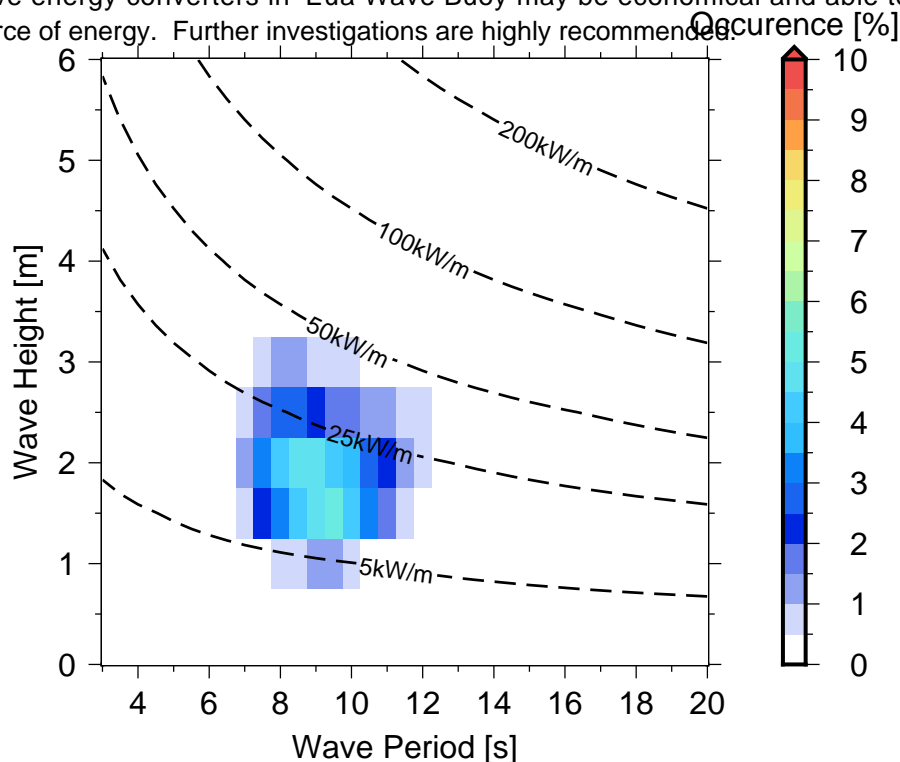 ve energy converters in Eua Wave Buoy may be economical and able to
rce of energy. Further investigations are highly recommended.
Occurence [%]
6
5
4
3
2
1
0
Wave Height [m]
200kW/m
100kW/m
50kW/m
25kW/m
5kW/m
4 6 8 10 12 14 16 18 20
Wave Period [s]
10
9
8
7
6
5
4
3
2
1
0